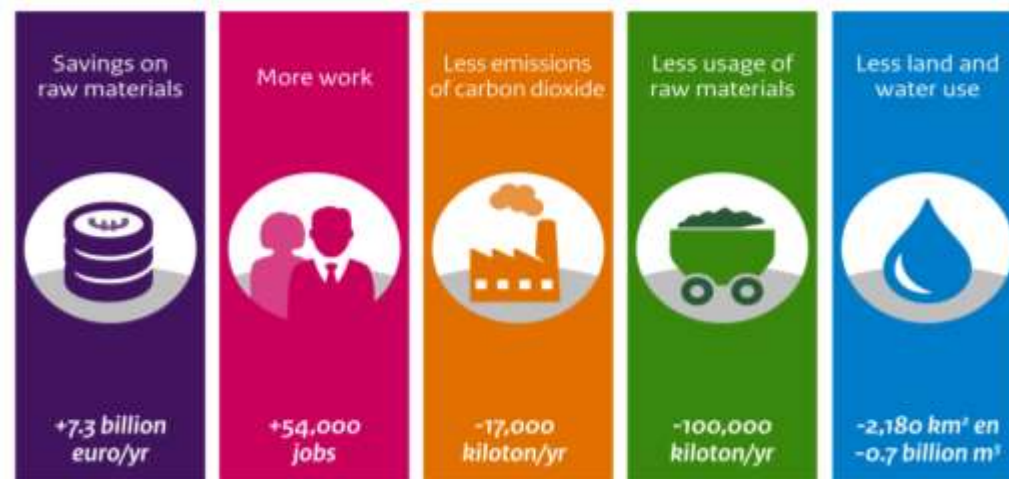 Savings on
raw materials
More work
Less emissions
of carbon dioxide
Less usage of
raw materials
Less land and
water use
+7.3 billion
euro/yr
+54,000
jobs
-17,000
kiloton/yr
-100,000
kiloton/yr
-2,180 km² en
-0.7 billion m³